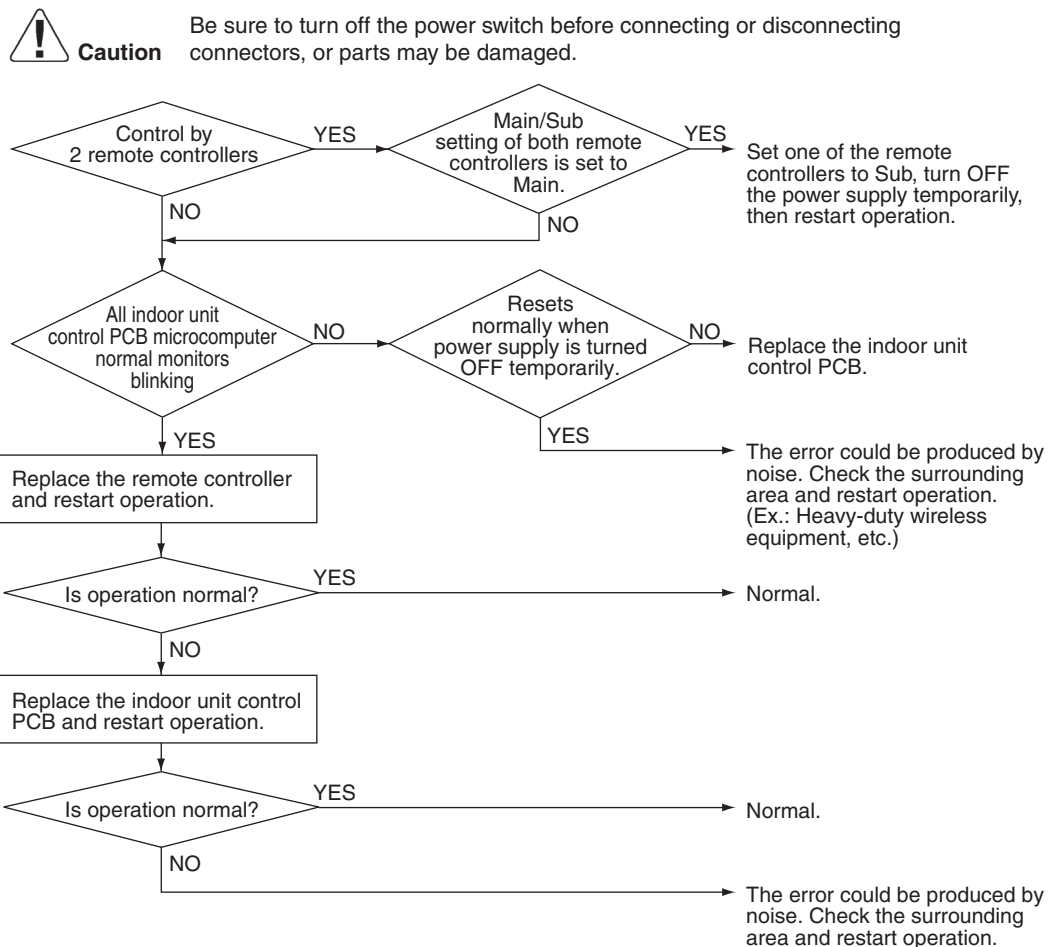 Caution
Be sure to turn off the power switch before connecting or disconnecting
connectors, or parts may be damaged.
Control by
2 remote controllers
YES
Main/Sub
setting of both remote
controllers is set to
Main.
YES
Set one of the remote
controllers to Sub, turn OFF
the power supply temporarily,
then restart operation.
NO
NO
All indoor unit
control PCB microcomputer
normal monitors
blinking
NO
Resets
normally when
power supply is turned
OFF temporarily.
NO
Replace the indoor unit
control PCB.
YES
YES
The error could be produced by
noise. Check the surrounding
area and restart operation.
(Ex.: Heavy-duty wireless
equipment, etc.)
Replace the remote controller
and restart operation.
Is operation normal?
YES
Normal.
NO
Replace the indoor unit control
PCB and restart operation.
Is operation normal?
YES
Normal.
NO
The error could be produced by
noise. Check the surrounding
area and restart operation.